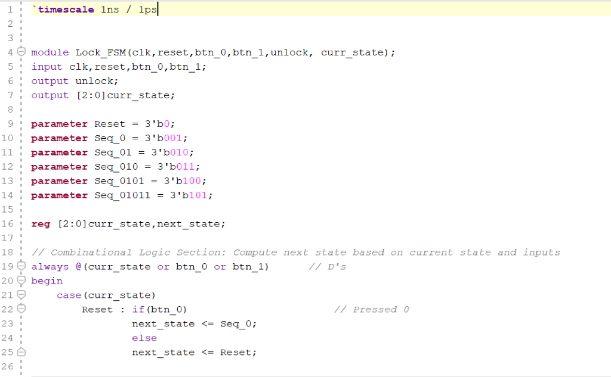 1 `timescale 1ns / 1ps
2
3
4 module Lock_FSM(clk,reset,btn_0,btn_1,unlock, curr_state);
5 input clk,reset,btn_0,btn_1;
6 output unlock;
7 output [2:0]curr_state;
8
9 parameter Reset = 3'b0;
10 parameter Seq_0 = 3'b001;
11 parameter Seq_01 = 3'b010;
12 parameter Seq_010 = 3'b011;
13 parameter Seq_0101 = 3'b100;
14 parameter Seq_01011 = 3'b101;
15
16 reg [2:0]curr_state,next_state;
17
18 // Combinational Logic Section: Compute next state based on current state and inputs
19 always @(curr_state or btn_0 or btn_1) // D's
20 begin
21 case(curr_state)
22 Reset : if(btn_0) // Pressed 0
23 next_state <= Seq_0;
24 else
25 next_state <= Reset;
26